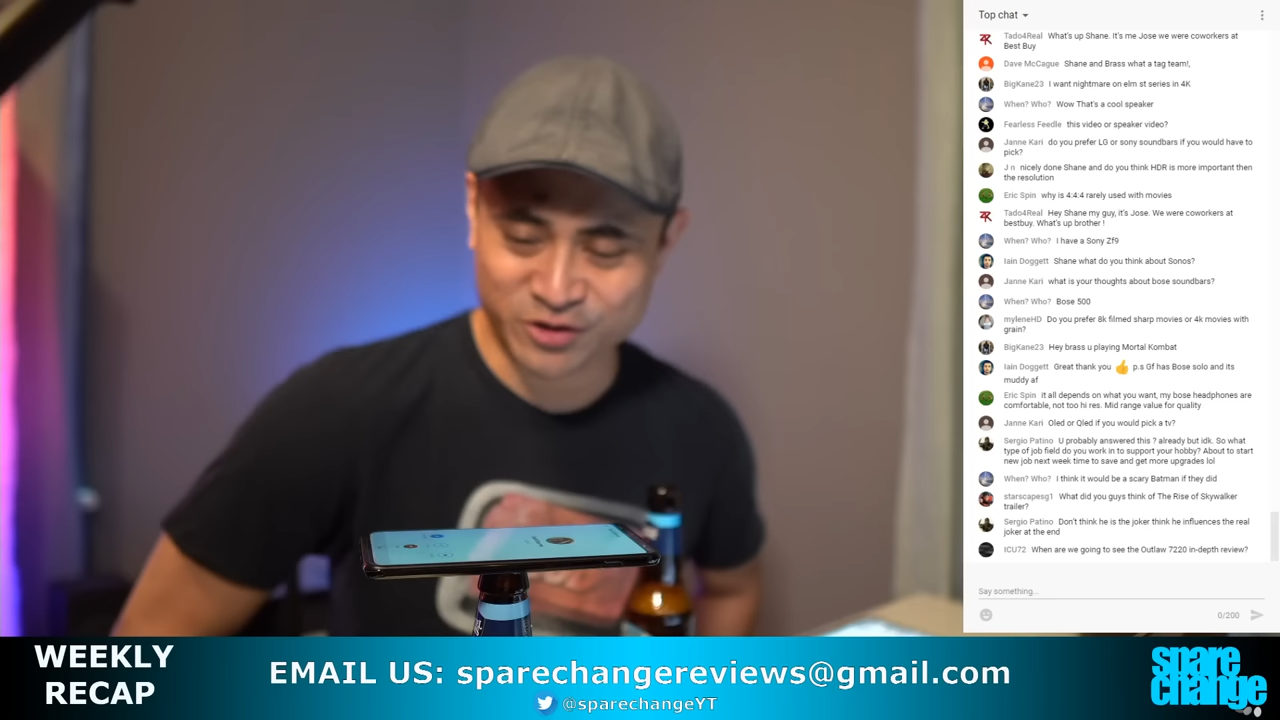 Top chat
Tado4Real What's up Shane. It's me Jose we were coworkers at
Best Buy
Dave McCague Shane and Brass what a tag team!,
BigKane23 I want nightmare on elm st series in 4K
When? Who? Wow That's a cool speaker
Fearless Feedle this video or speaker video?
Janne Kari do you prefer LG or sony soundbars if you would have to
pick?
J n nicely done Shane and do you think HDR is more important then
the resolution
Eric Spin why is 4:4:4 rarely used with movies
Tado4Real Hey Shane my guy, it's Jose. We were coworkers at
bestbuy. What's up brother !
When? Who? I have a Sony Zf9
Iain Doggett Shane what do you think about Sonos?
Janne Kari what is your thoughts about bose soundbars?
When? Who? Bose 500
myleneHD Do you prefer 8k filmed sharp movies or 4k movies with
grain?
BigKane23 Hey brass u playing Mortal Kombat
Iain Doggett Great thank you 👍 p.s Gf has Bose solo and its
muddy af
Eric Spin It all depends on what you want, my bose headphones are
comfortable, not too hi res. Mid range value for quality
Janne Kari Oled or Qled if you would pick a tv?
Sergio Patino U probably answered this ? already but idk. So what
type of job field do you work in to support your hobby? About to start
new job next week time to save and get more upgrades lol
When? Who? I think it would be a scary Batman if they did
starscapesg1 What did you guys think of The Rise of Skywalker
trailer?
Sergio Patino Don't think he is the joker think he influences the real
joker at the end
ICU72 When are we going to see the Outlaw 7220 in-depth review?
Say something...
0/200
WEEKLY
RECAP
EMAIL US: sparechangereviews@gmail.com
@sparechangeYT
spare
change